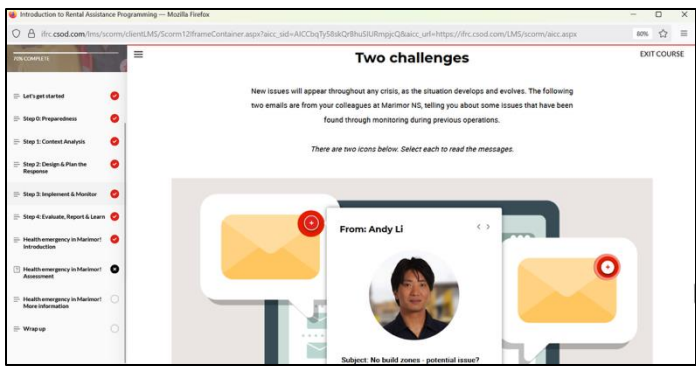 Introduction to Rental Assistance Programming — Mozilla Firefox
ifrc.csod.com/lms/scorm/clientLMS/Scorm12IframeContainer.aspx?aicc_sid=AICCbqTy58skQrBhuSIURmpjcQ&aicc_url=https://ifrc.csod.com/LMS/scorm/aicc.aspx
80%
70% COMPLETE
EXIT COURSE
Let's get started
Step 0: Preparedness
Step 1: Context Analysis
Step 2: Design & Plan the
Response
Step 3: Implement & Monitor
Step 4: Evaluate, Report & Learn
Health emergency in Marimor!
Introduction
Health emergency in Marimor!
Assessment
Health emergency in Marimor!
More information
Wrap up
Two challenges
New issues will appear throughout any crisis, as the situation develops and evolves. The following
two emails are from your colleagues at Marimor NS, telling you about some issues that have been
found through monitoring during previous operations.
There are two icons below. Select each to read the messages.
From: Andy Li
Subject: No build zones - potential issue?